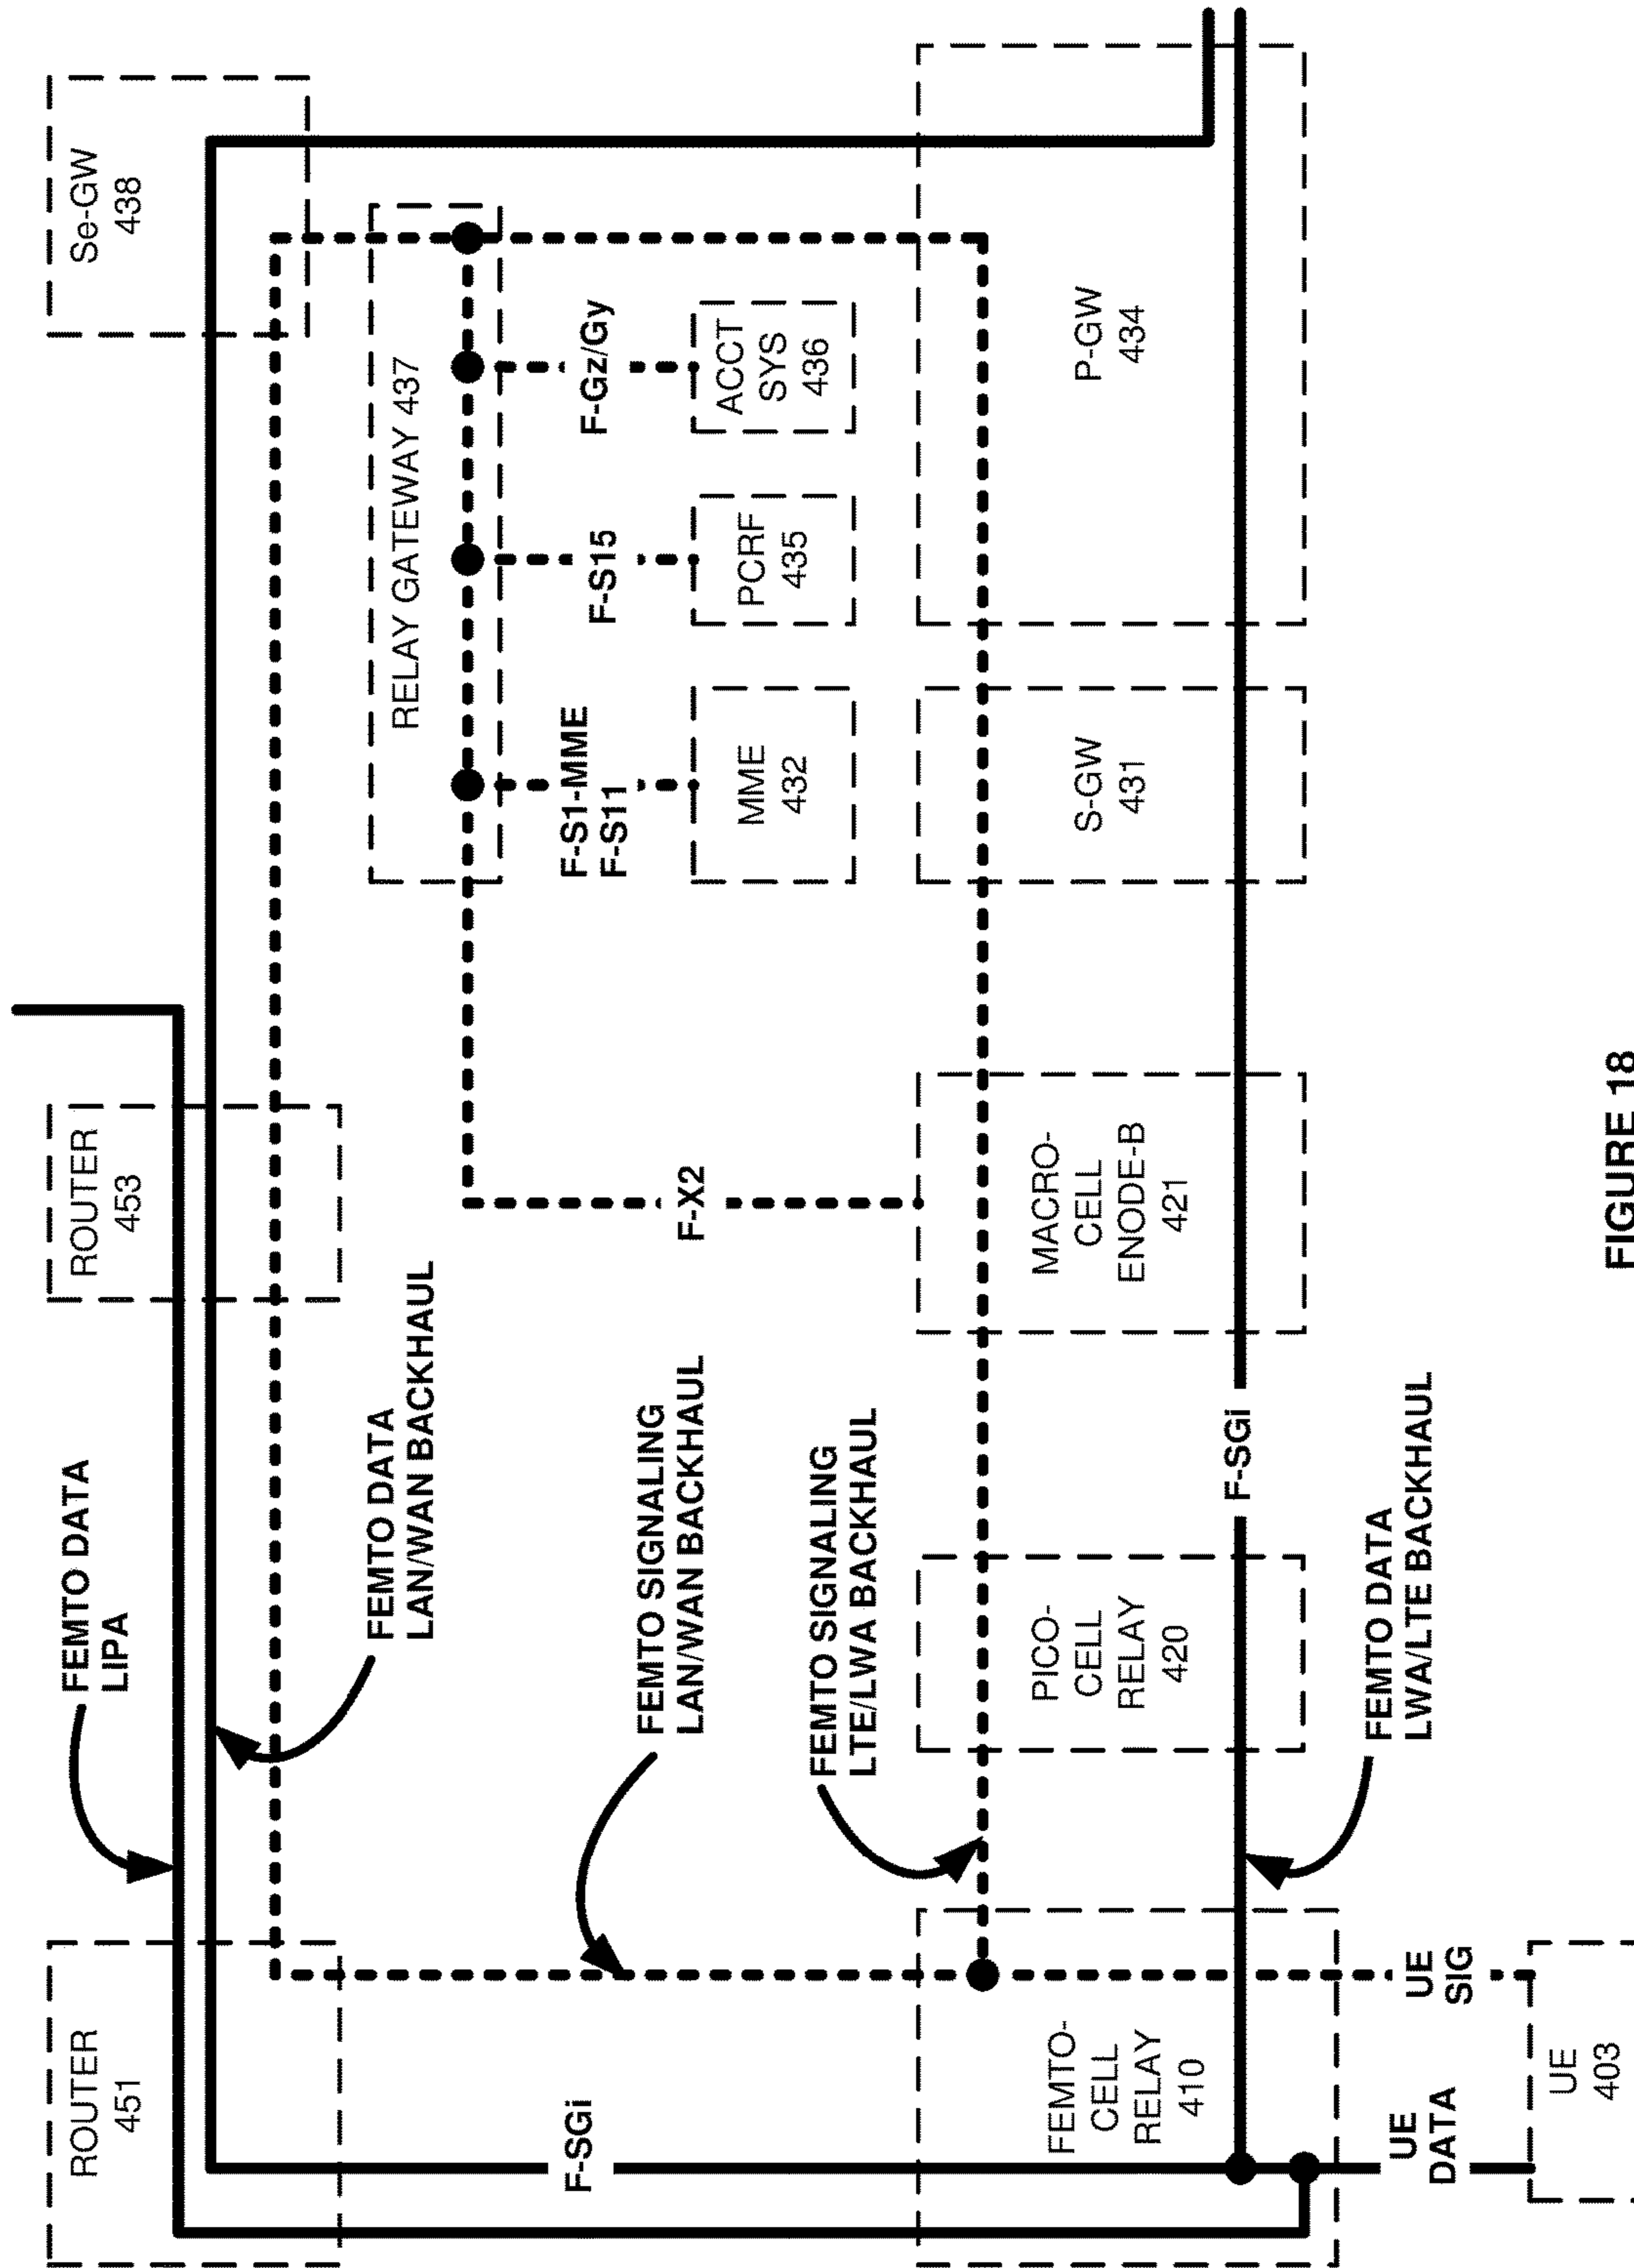 ROUTER
451
ROUTER
453
Se-GW
438
FEMTO DATA
LIPA
FEMTO DATA
LAN/WAN BACKHAUL
RELAY GATEWAY 437
F-SGi
FEMTO SIGNALING
LAN/WAN BACKHAUL
F-X2
F-S1-MME
F-S11
F-S15
F-Gz/Gy
FEMTO SIGNALING
LTE/LWA BACKHAUL
MME
432
PCRF
435
ACCT
SYS
436
FEMTO-
CELL
RELAY
410
PICO-
CELL
RELAY
420
MACRO-
CELL
ENODE-B
421
S-GW
431
P-GW
434
F-SGi
FEMTO DATA
LWA/LTE BACKHAUL
UE
DATA
UE
SIG
UE
403
FIGURE 18